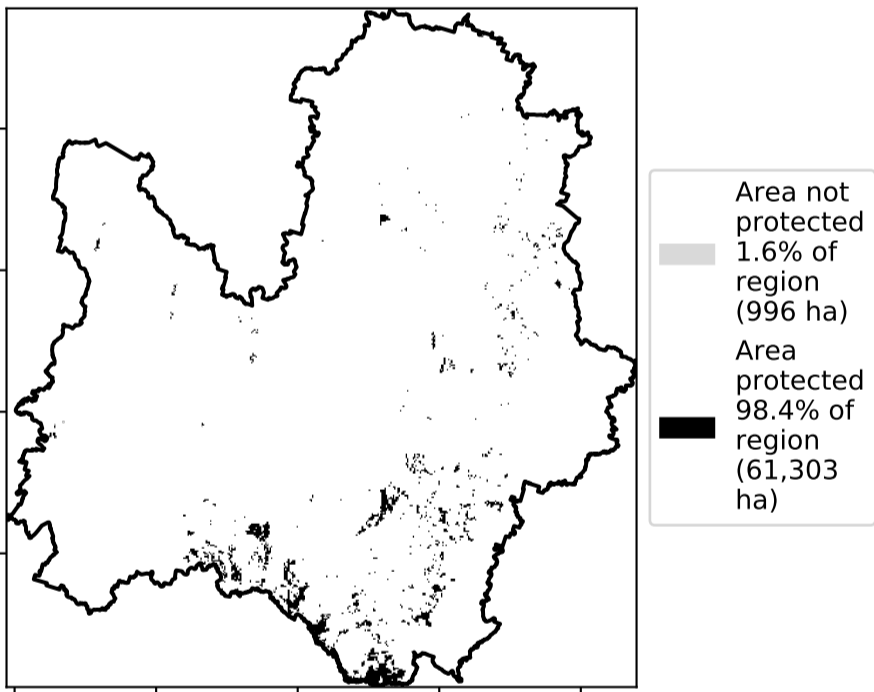 Area not
protected
1.6% of
region
(996 ha)
Area
protected
98.4% of
region
(61,303
ha)